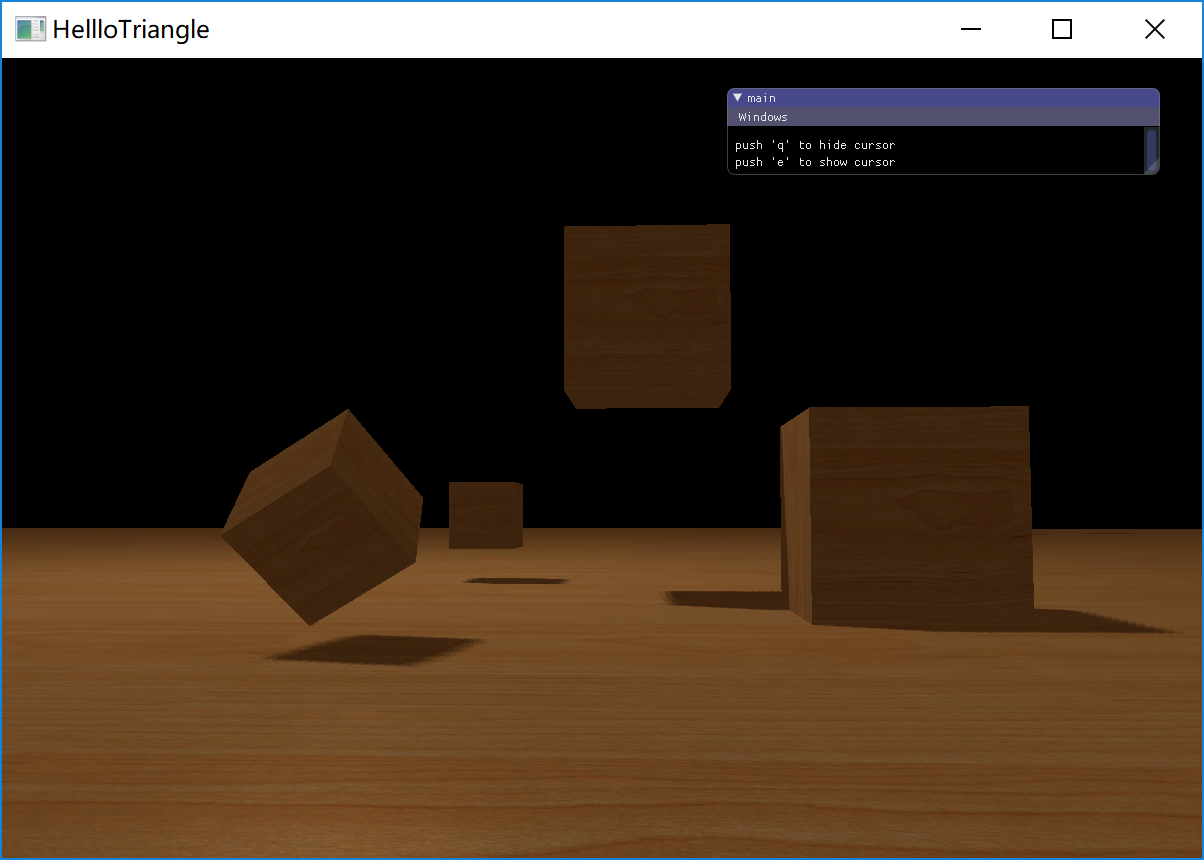 HellloTriangle
main
Windows
push 'q' to hide cursor
push 'e' to show cursor